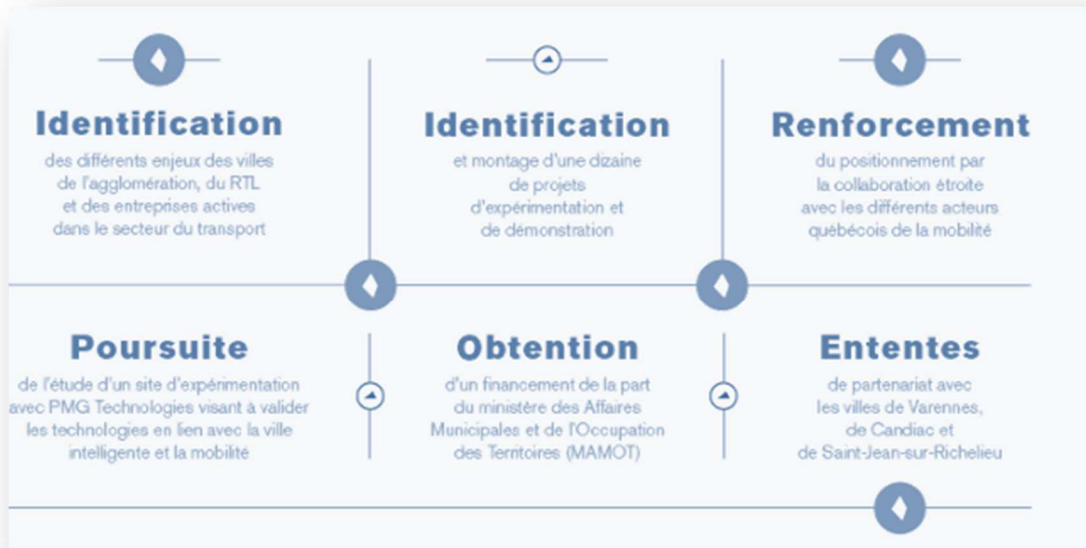 Identification
des différents enjeux des villes
de l'agglomération, du RTL
et des entreprises actives
dans le secteur du transport
Identification
et montage d'une dizaine
de projets
d'expérimentation et
de démonstration
Renforcement
du positionnement par
la collaboration étroite
avec les différents acteurs
québécois de la mobilité
Poursuite
de l'étude d'un site d'expérimentation
avec PMG Technologies visant à valider
les technologies en lien avec la ville
intelligente et la mobilité
Obtention
d'un financement de la part
du ministère des Affaires
Municipales et de l'Occupation
des Territoires (MAMOT)
Ententes
de partenariat avec
les villes de Varennes,
de Candiac et
de Saint-Jean-sur-Richelieu